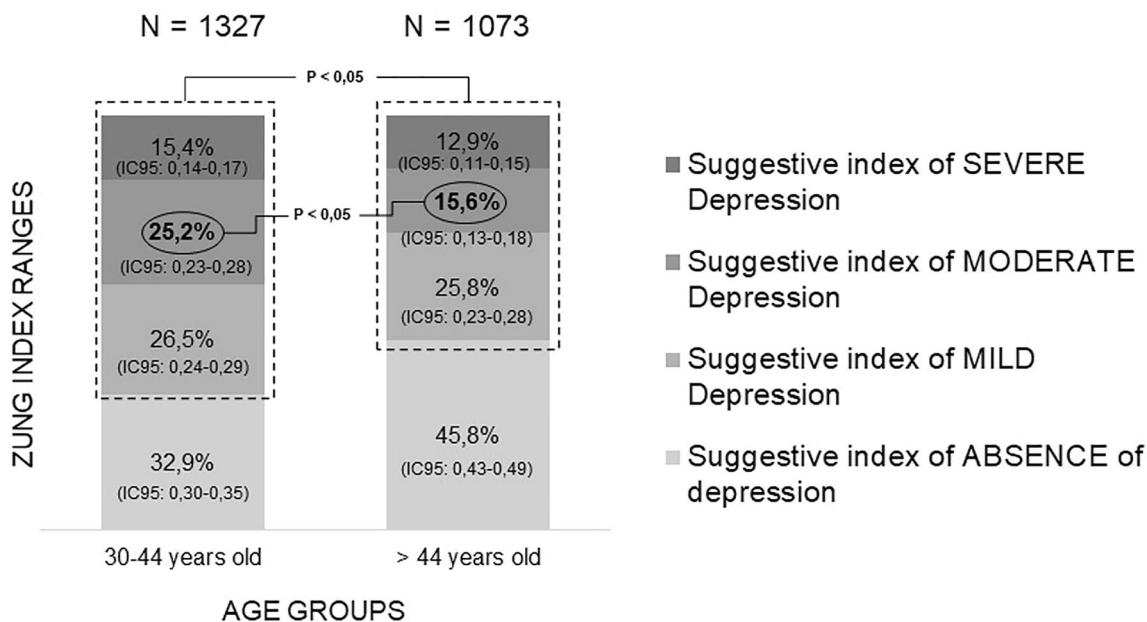 N = 1327
N = 1073
P < 0,05
15,4%
(IC95: 0,14-0,17)
12,9%
(IC95: 0,11-0,15)
25,2%
(IC95: 0,23-0,28)
P < 0,05
15,6%
(IC95: 0,13-0,18)
26,5%
(IC95: 0,24-0,29)
25,8%
(IC95: 0,23-0,28)
32,9%
(IC95: 0,30-0,35)
45,8%
(IC95: 0,43-0,49)
ZUNG INDEX RANGES
30-44 years old
> 44 years old
AGE GROUPS
Suggestive index of SEVERE
Depression
Suggestive index of MODERATE
Depression
Suggestive index of MILD
Depression
Suggestive index of ABSENCE of
depression